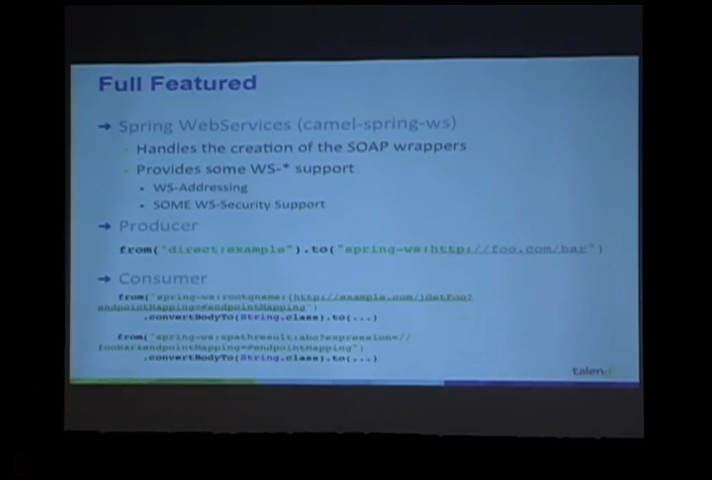 Full Featured
→ Spring WebServices (camel-spring-ws)
- Handles the creation of the SOAP wrappers
- Provides some WS-* support
• WS-Addressing
• SOME WS-Security Support
→ Producer
from("direct:example").to("spring-ws:http://foo.com/bar")
→ Consumer
from("spring-ws:rootqname:{http://example.com/}GetFoo?
endpointMapping=#endpointMapping")
.convertBodyTo(String.class).to(...)
from("spring-ws:xpathresult:abc?expression=//
foobar&endpointMapping=#endpointMapping")
.convertBodyTo(String.class).to(...)
talend